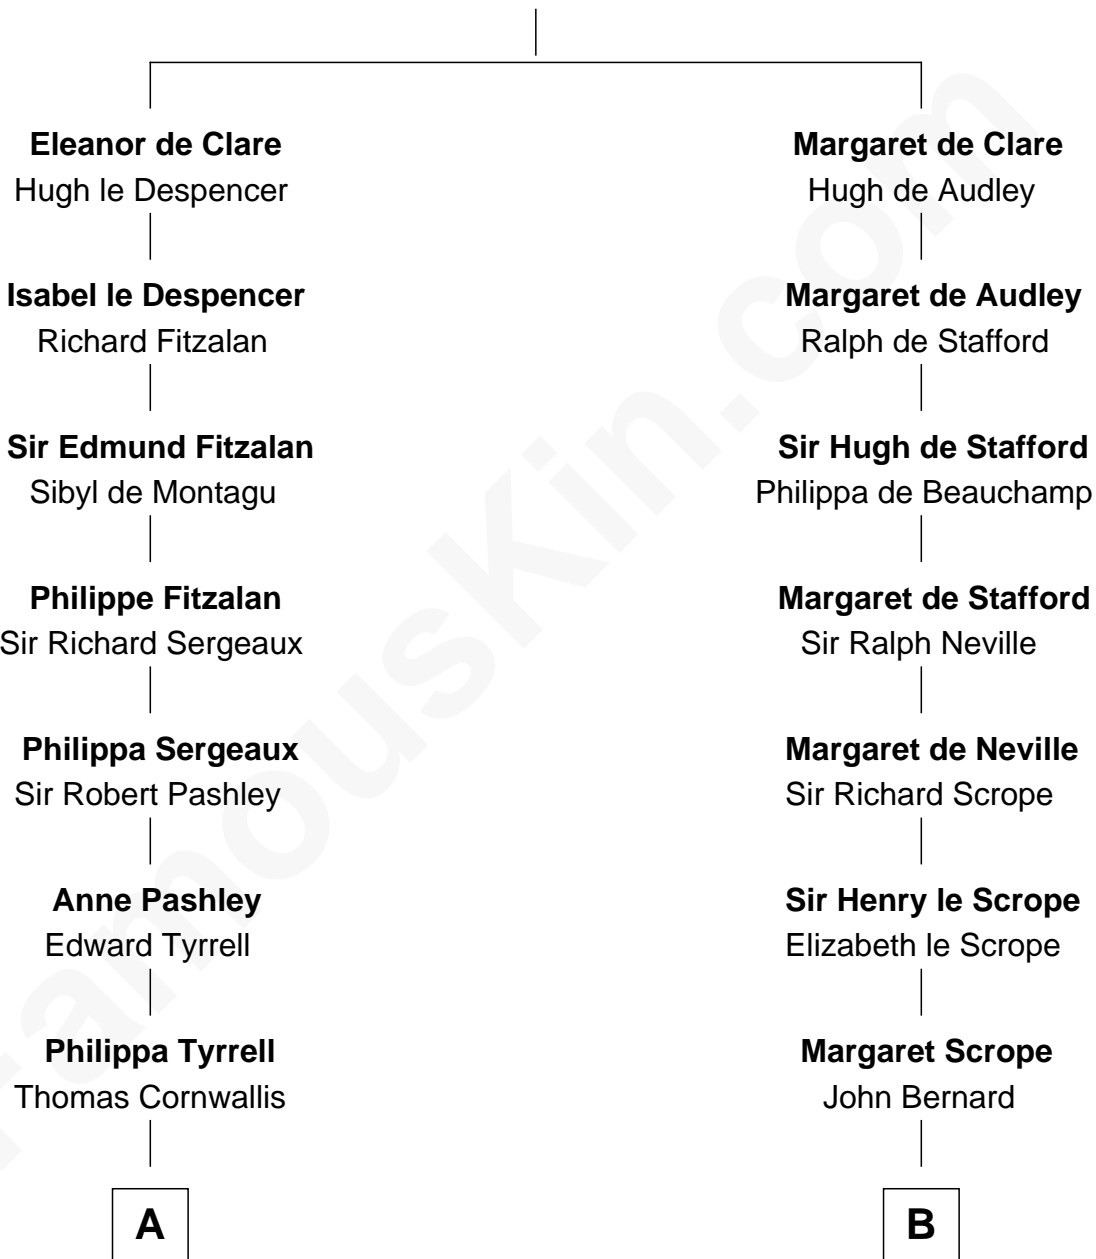 Eleanor de Clare
Hugh le Despencer
Isabel le Despencer
Richard Fitzalan
Sir Edmund Fitzalan
Sibyl de Montagu
Philippe Fitzalan
Sir Richard Sergeaux
Philippa Sergeaux
Sir Robert Pashley
Anne Pashley
Edward Tyrrell
Philippa Tyrrell
Thomas Cornwallis
A
Margaret de Clare
Hugh de Audley
Margaret de Audley
Ralph de Stafford
Sir Hugh de Stafford
Philippa de Beauchamp
Margaret de Stafford
Sir Ralph Neville
Margaret de Neville
Sir Richard Scrope
Sir Henry le Scrope
Elizabeth le Scrope
Margaret Scrope
John Bernard
B
FamousKin.com